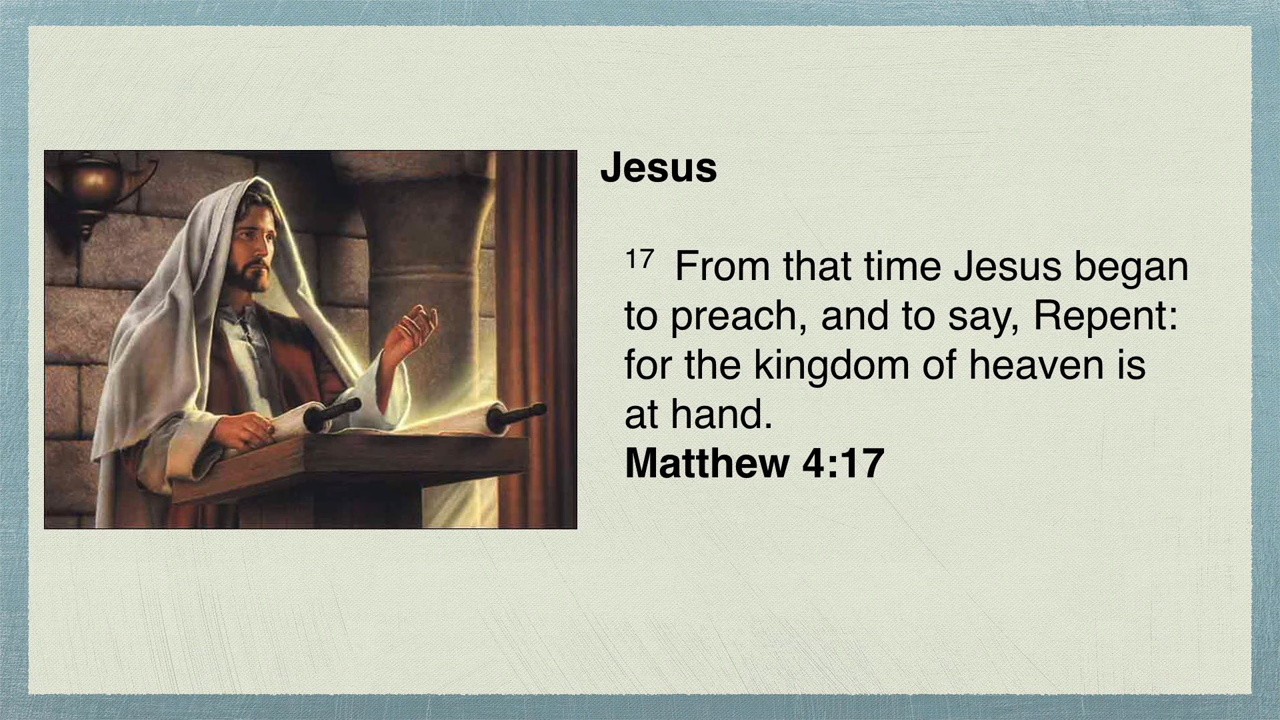 Jesus
17 From that time Jesus began
to preach, and to say, Repent:
for the kingdom of heaven is
at hand.
Matthew 4:17